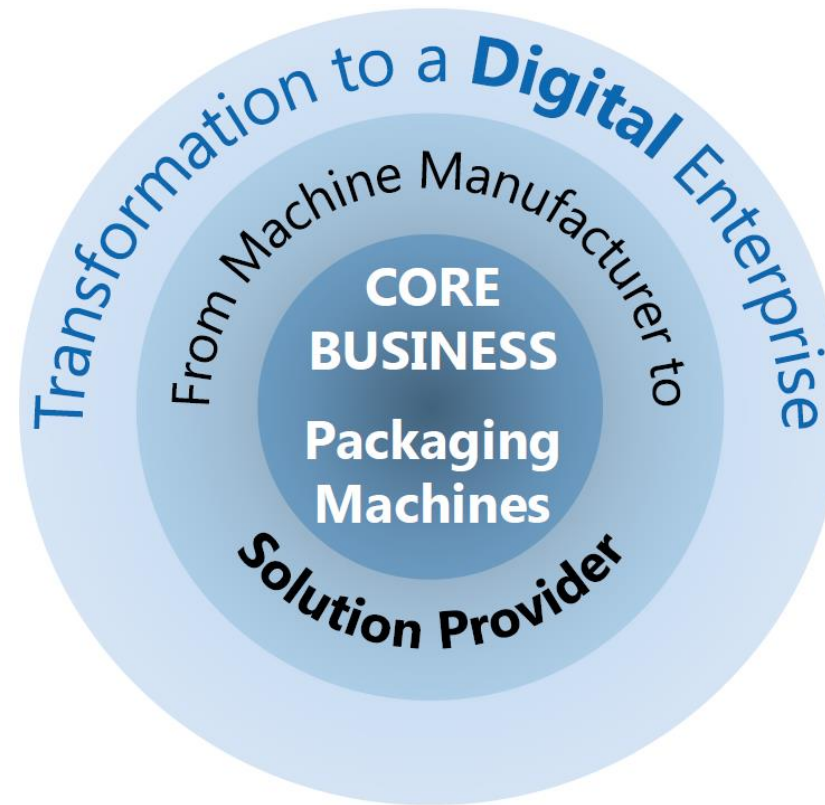 Transformation to a Digital Enterprise
From Machine Manufacturer to
Solution Provider
CORE
BUSINESS
Packaging
Machines